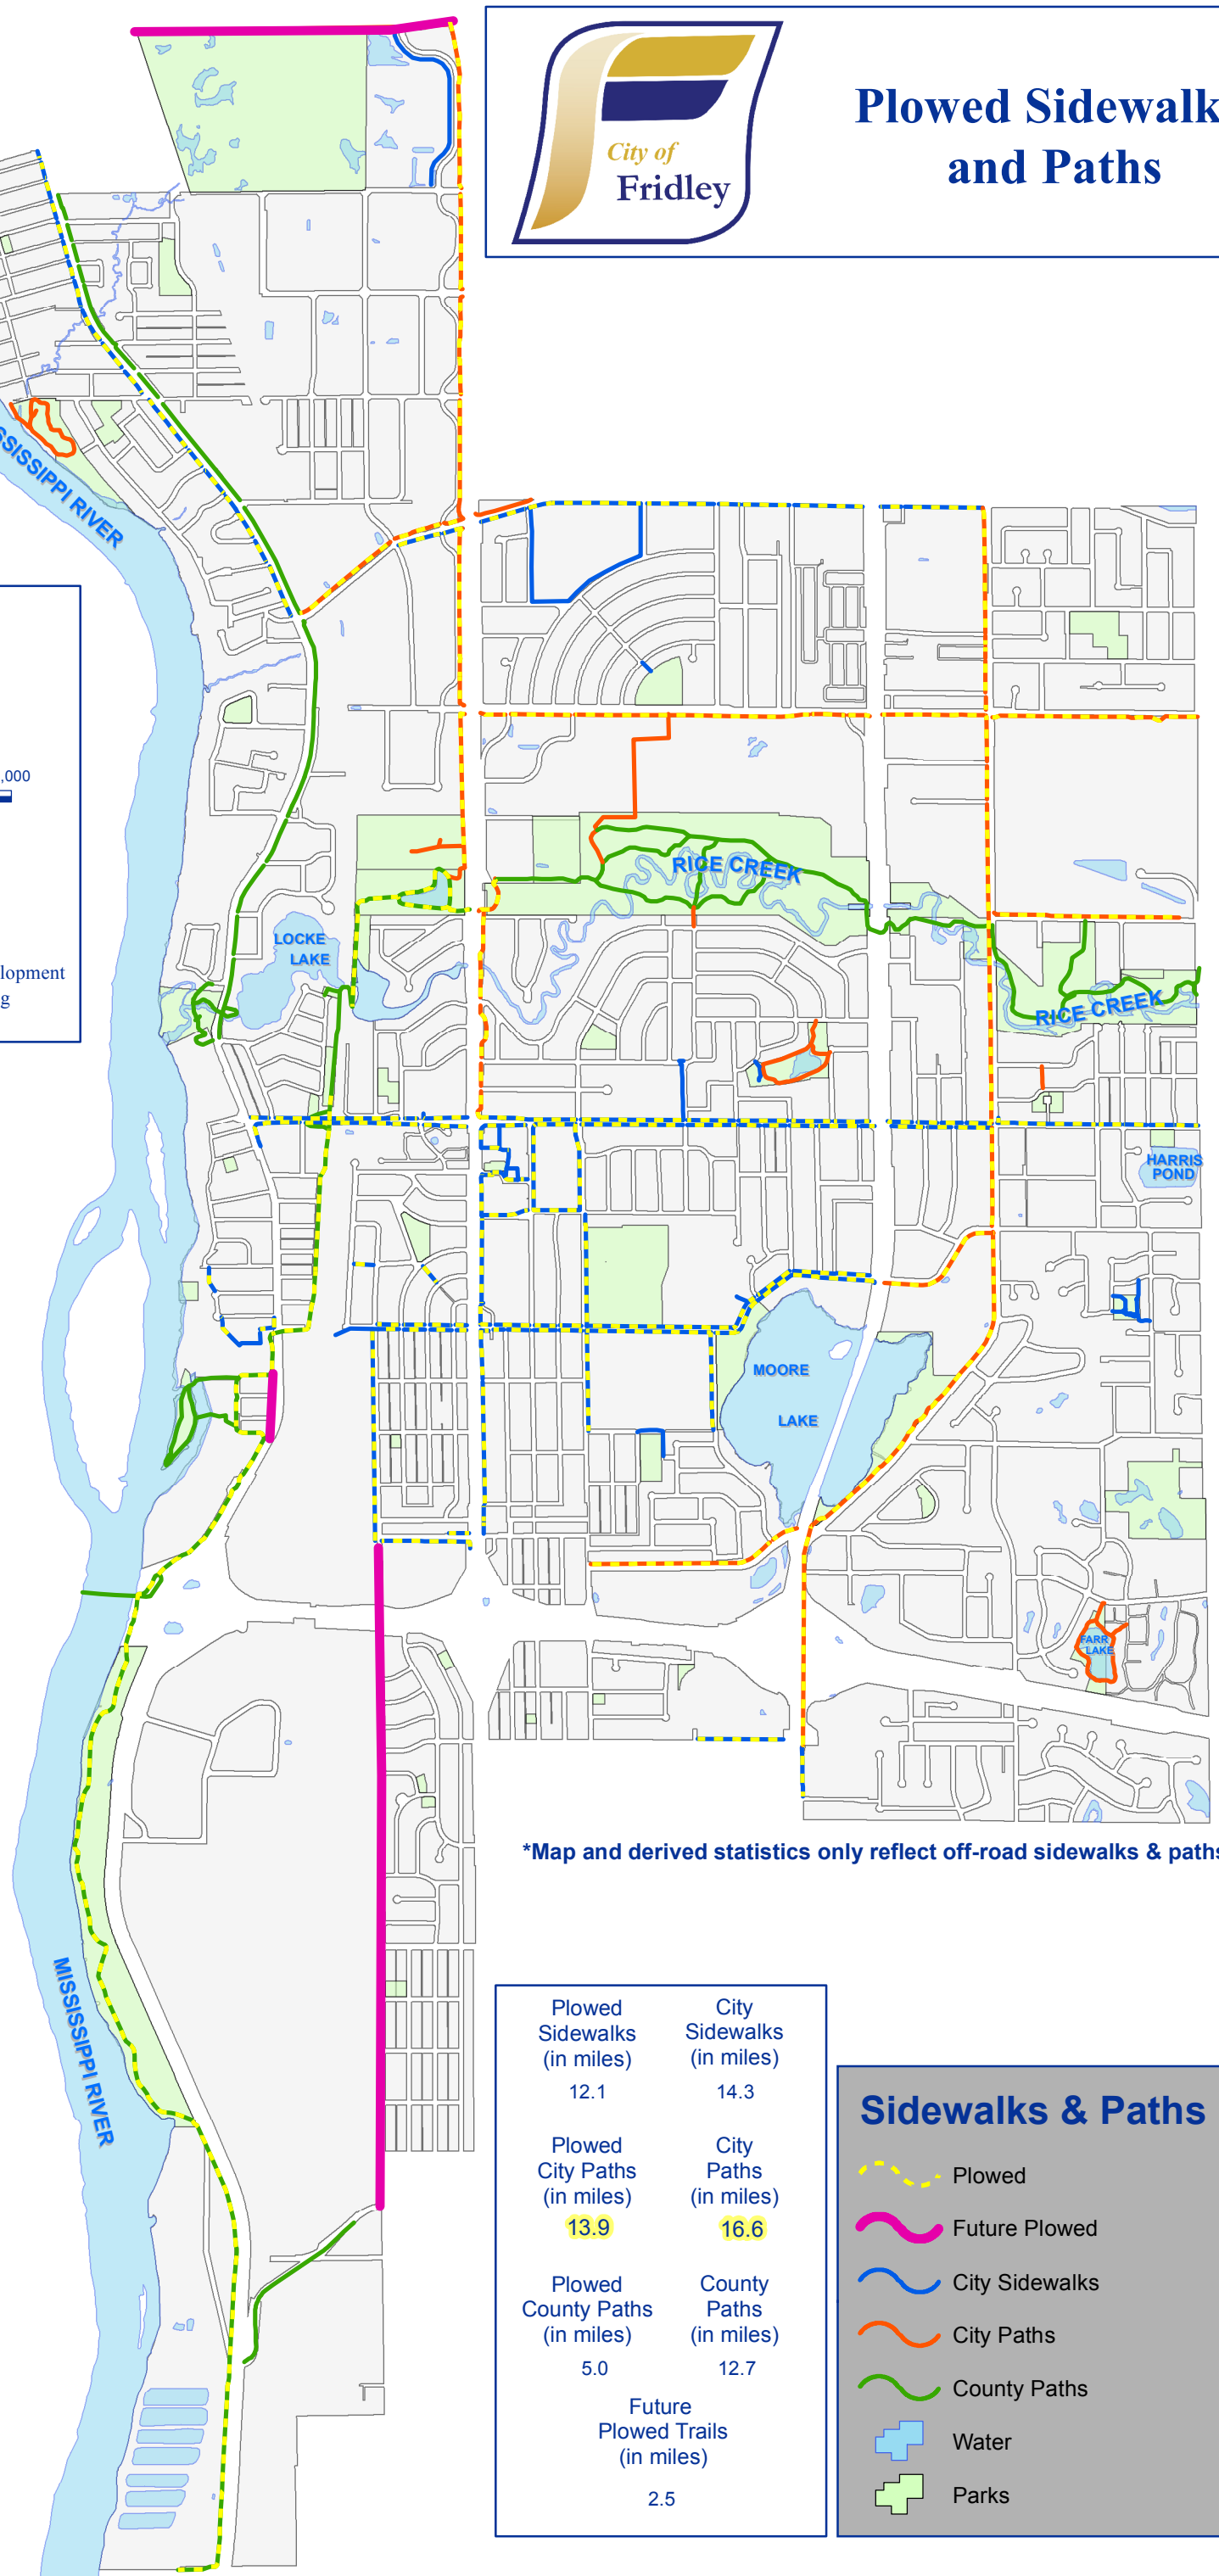 City of
Fridley
Plowed Sidewalk
and Paths
SSISSIPPI RIVER
,000
lopment
g
RICE CREEK
LOCKE
LAKE
RICE CREEK
HARRIS
POND
MOORE
LAKE
FARR
LAKE
*Map and derived statistics only reflect off-road sidewalks & paths
MISSISSIPPI RIVER
Plowed
Sidewalks
(in miles)
12.1
City
Sidewalks
(in miles)
14.3
Plowed
City Paths
(in miles)
13.9
City
Paths
(in miles)
16.6
Plowed
County Paths
(in miles)
5.0
County
Paths
(in miles)
12.7
Future
Plowed Trails
(in miles)
2.5
Sidewalks & Paths
Plowed
Future Plowed
City Sidewalks
City Paths
County Paths
Water
Parks